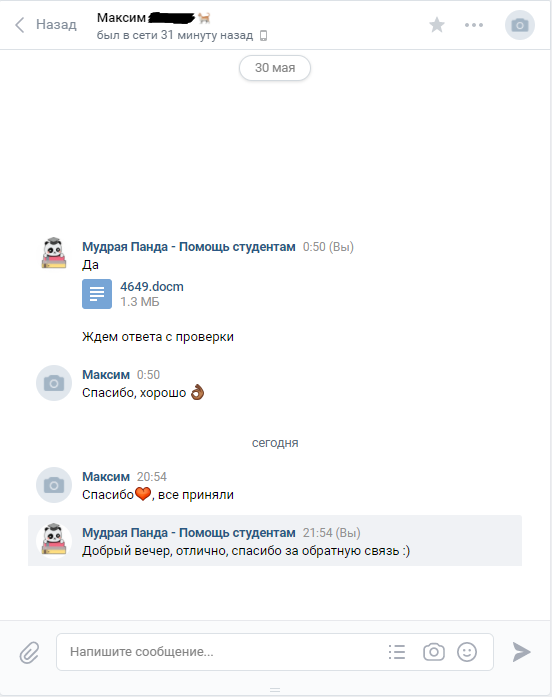 Назад
Максим
был в сети 31 минуту назад
30 мая
Мудрая Панда - Помощь студентам 0:50 (Вы)
Да
4649.docm
1.3 МБ
Ждем ответа с проверки
Максим 0:50
Спасибо, хорошо 👌🏾
сегодня
Максим 20:54
Спасибо❤, все приняли
Мудрая Панда - Помощь студентам 21:54 (Вы)
Добрый вечер, отлично, спасибо за обратную связь :)
Напишите сообщение...